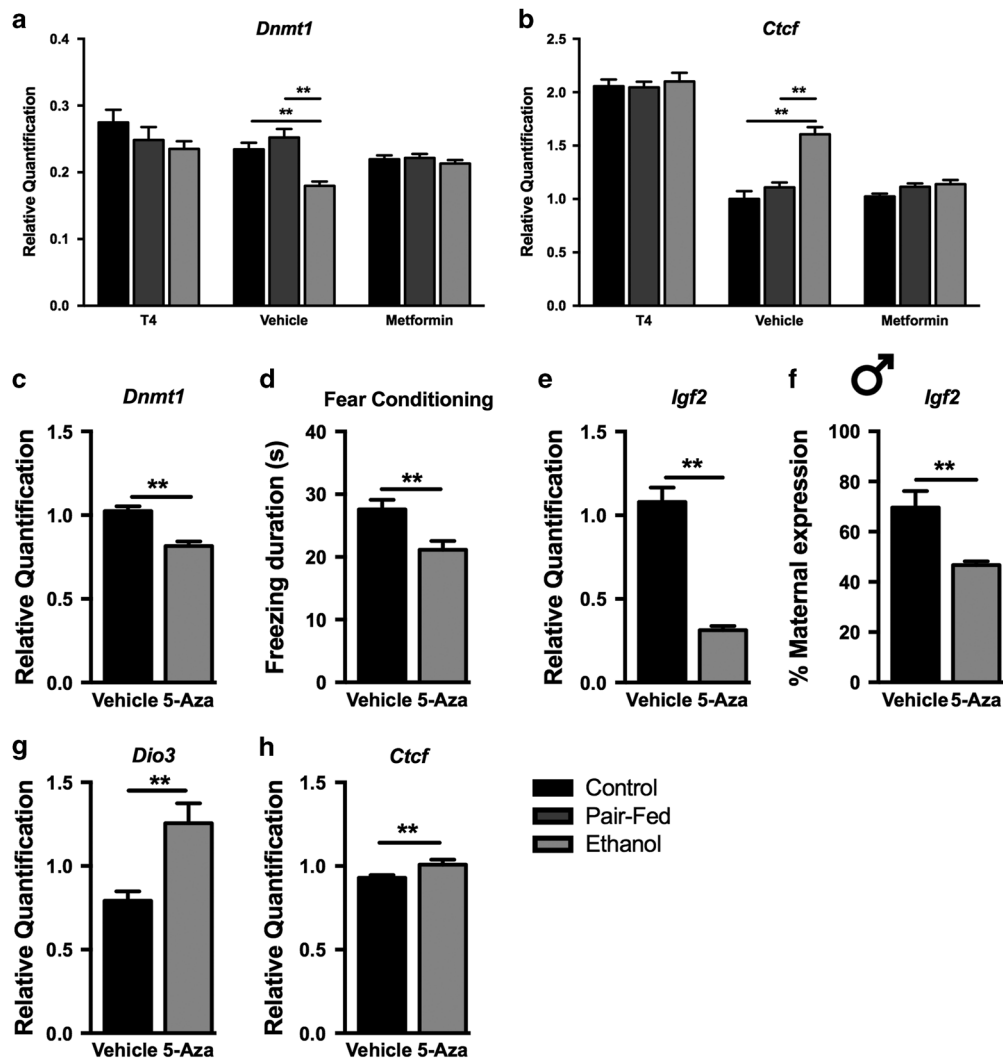 a
Dnmt1
Relative Quantification
0.4
0.3
0.2
0.1
0.0
**
**
T4 Vehicle Metformin
b
Ctcf
Relative Quantification
2.5
2.0
1.5
1.0
0.5
0.0
**
**
T4 Vehicle Metformin
c
Dnmt1
Relative Quantification
1.5
1.0
0.5
0.0
**
Vehicle 5-Aza
d
Fear Conditioning
Freezing duration (s)
40
30
20
10
0
**
Vehicle 5-Aza
e
Igf2
Relative Quantification
1.5
1.0
0.5
0.0
**
Vehicle 5-Aza
f
♂
Igf2
% Maternal expression
100
80
60
40
20
0
**
Vehicle 5-Aza
g
Dio3
Relative Quantification
1.5
1.0
0.5
0.0
**
Vehicle 5-Aza
h
Ctcf
Relative Quantification
1.5
1.0
0.5
0.0
**
Vehicle 5-Aza
Control
Pair-Fed
Ethanol